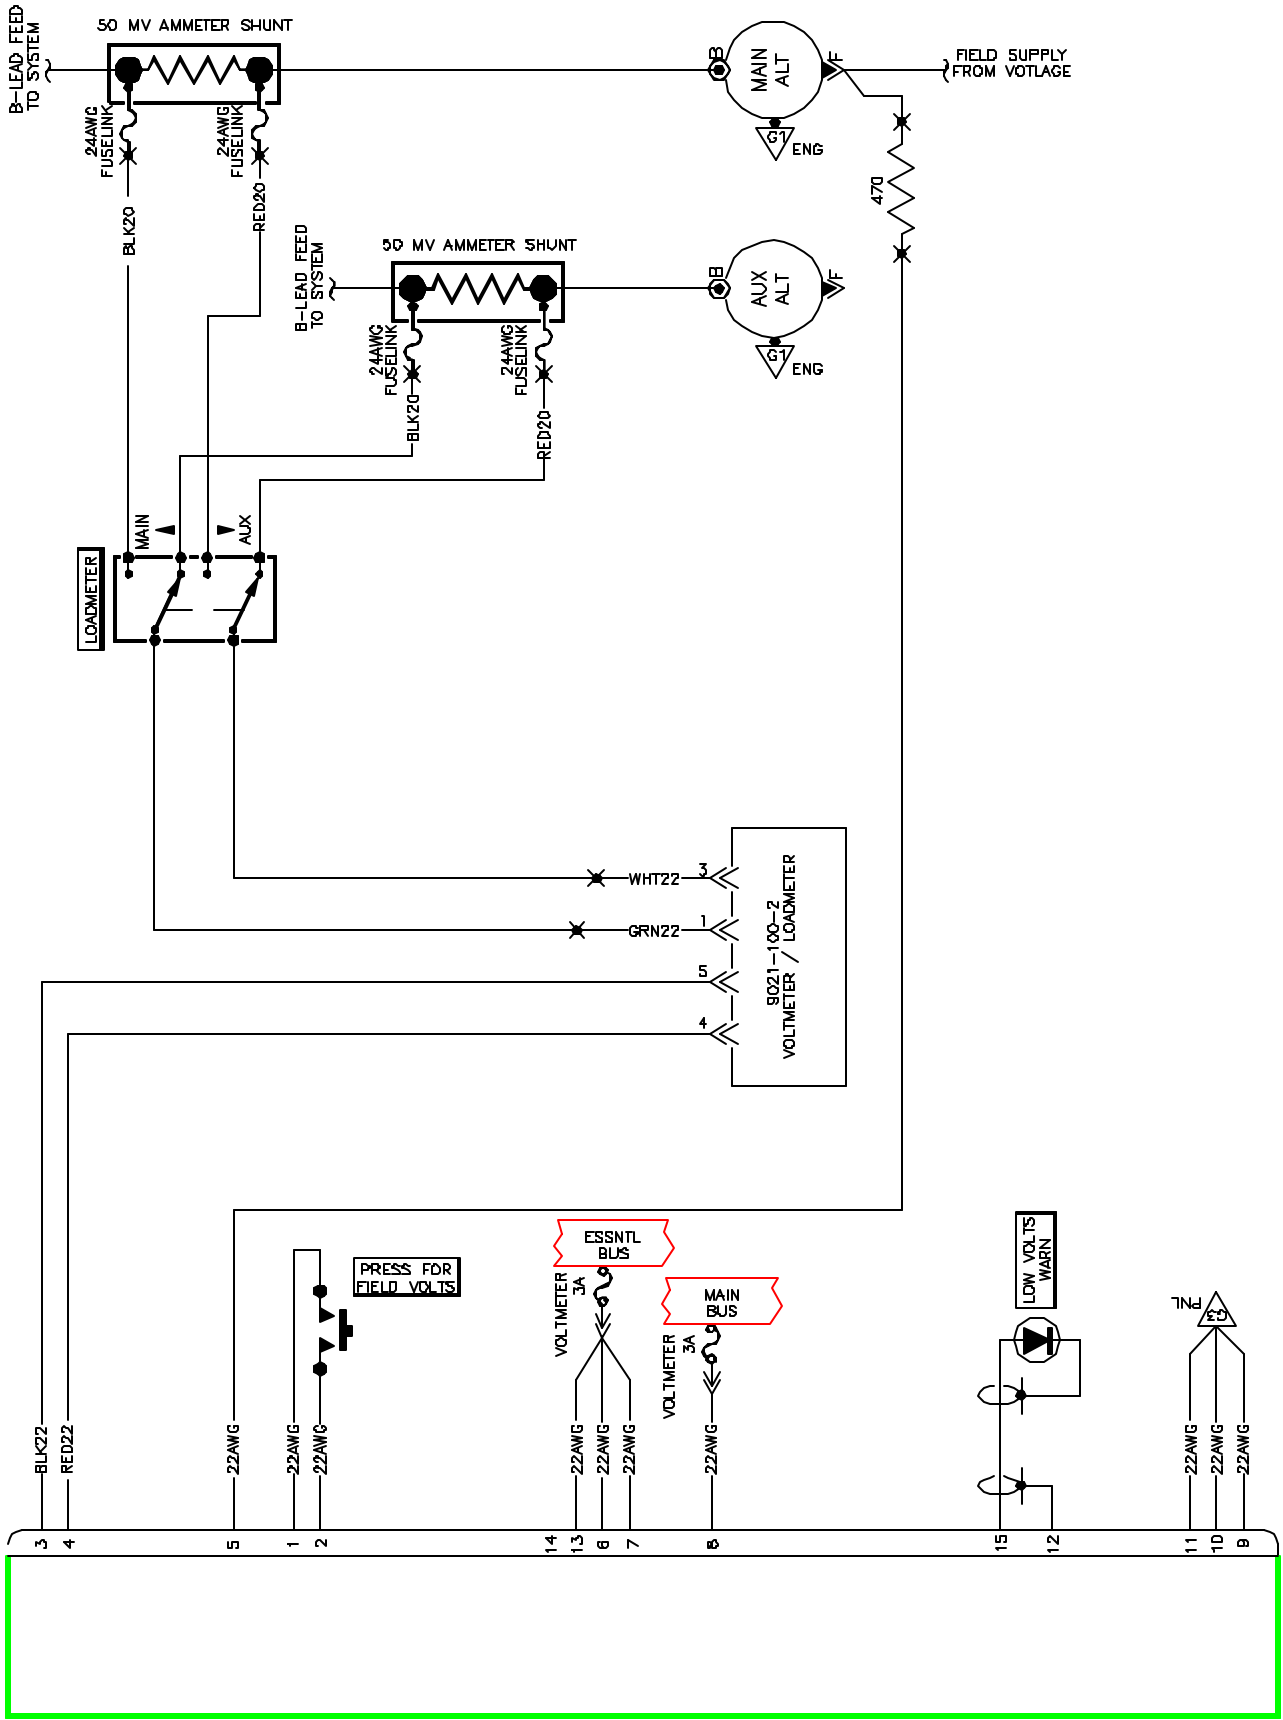 50 MV AMMETER SHUNT
B-LEAD FEED
TO SYSTEM
24AWG
FUSELINK
24AWG
FUSELINK
BLK20
RED20
B
MAIN
ALT
F
FIELD SUPPLY
FROM VOTLAGE
G1
ENG
470
50 MV AMMETER SHUNT
B-LEAD FEED
TO SYSTEM
24AWG
FUSELINK
24AWG
FUSELINK
BLK20
RED20
B
AUX
ALT
F
G1
ENG
MAIN
AUX
LOADMETER
WHT22
3
GRN22
1
5
4
9021-100-2
VOLTMETER / LOADMETER
PRESS FOR
FIELD VOLTS
ESSNTL
BUS
VOLTMETER
3A
MAIN
BUS
VOLTMETER
3A
LOW VOLTS
WARN
PNL
G3
BLK22
RED22
22AWG
22AWG
22AWG
22AWG
22AWG
22AWG
22AWG
22AWG
22AWG
22AWG
3
4
5
1
2
14
13
6
7
8
15
12
11
10
9